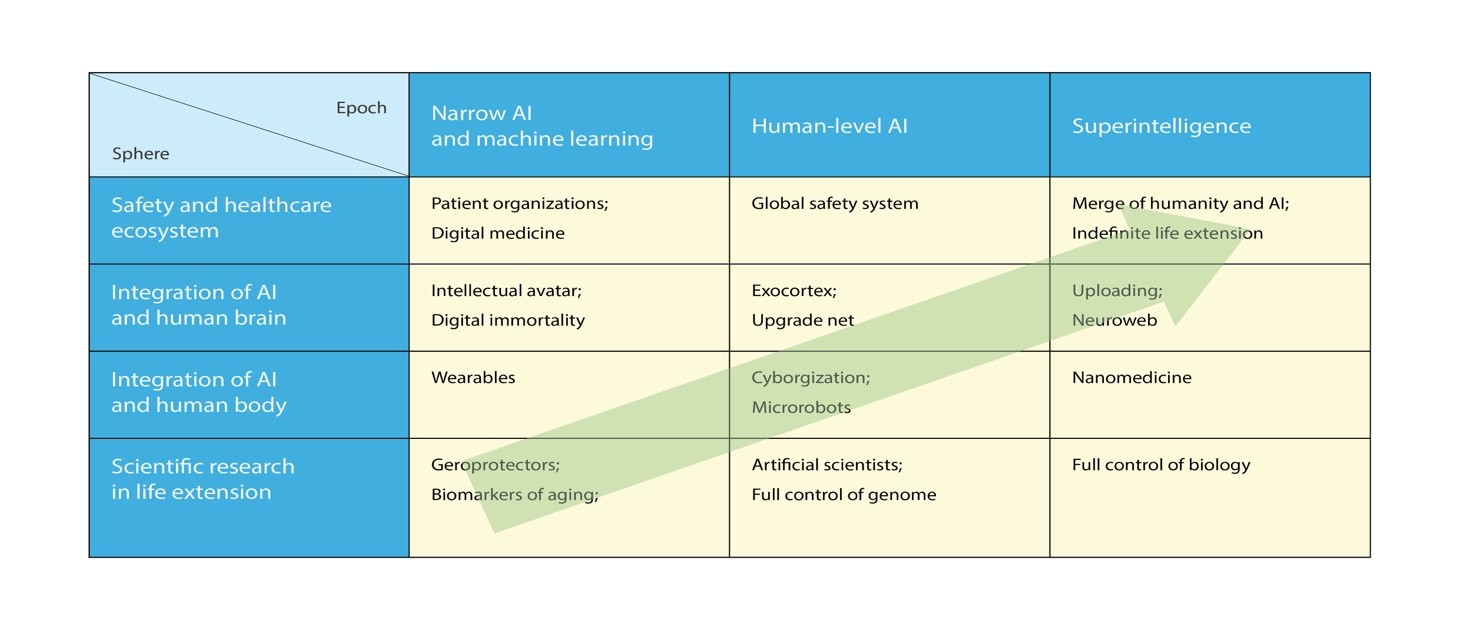 Epoch
Sphere
Narrow AI
and machine learning
Human-level AI
Superintelligence
Safety and healthcare
ecosystem
Patient organizations;
Digital medicine
Global safety system
Merge of humanity and AI;
Indefinite life extension
Integration of AI
and human brain
Intellectual avatar;
Digital immortality
Exocortex;
Upgrade net
Uploading;
Neuroweb
Integration of AI
and human body
Wearables
Cyborgization;
Microrobots
Nanomedicine
Scientific research
in life extension
Geroprotectors;
Biomarkers of aging;
Artificial scientists;
Full control of genome
Full control of biology